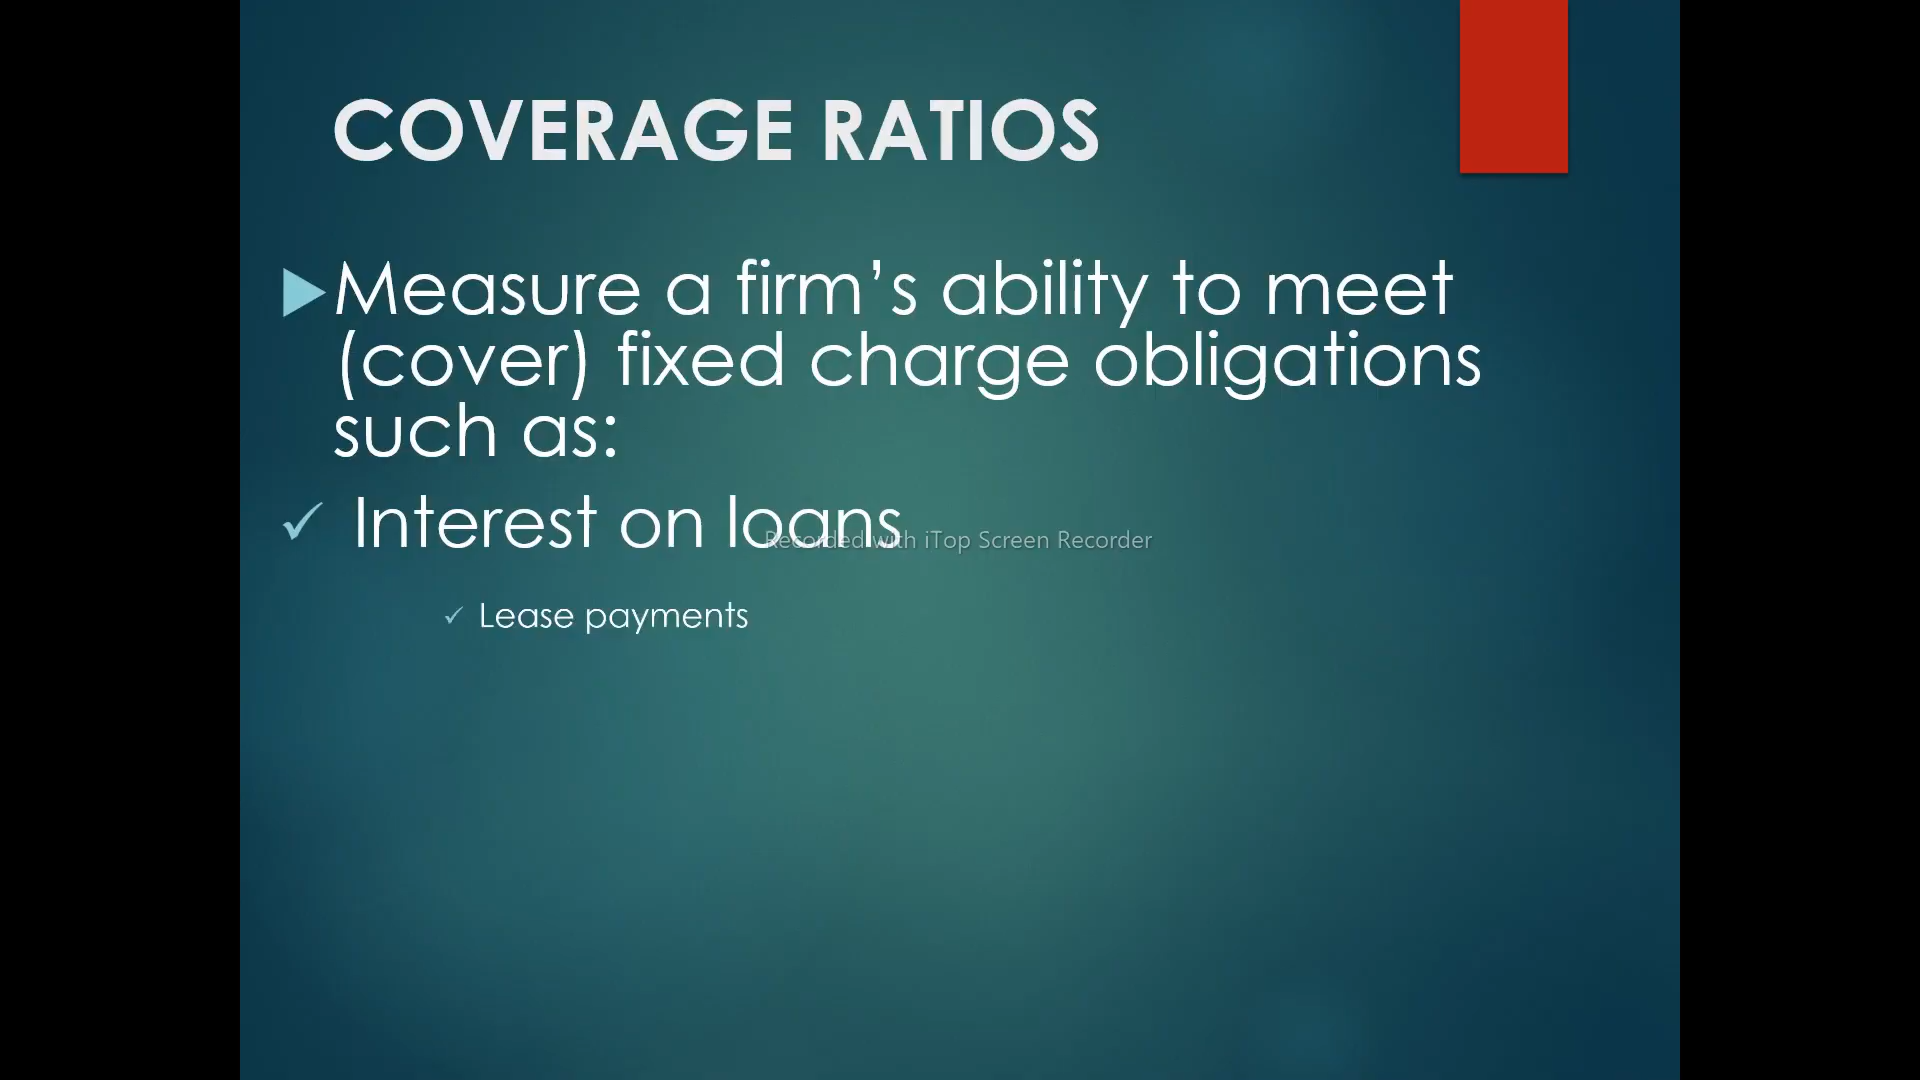 COVERAGE RATIOS
Measure a firm’s ability to meet
(cover) fixed charge obligations
such as:
Interest on loans
Recorded with iTop Screen Recorder
Lease payments